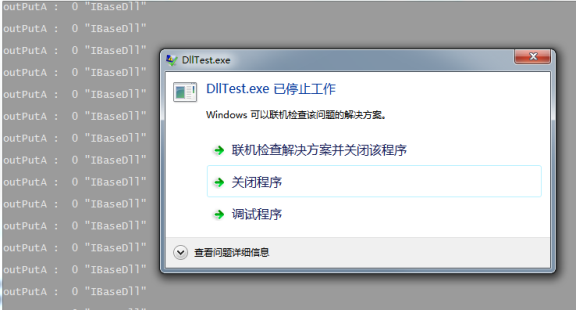 outPutA :  0 "IBaseDll"
outPutA :  0 "IBaseDll"
outPutA :  0 "IBaseDll"
DllTest.exe
outPutA :  0 "IBaseDll"
DllTest.exe 已停止工作
outPutA :  0 "IBaseDll"
Windows 可以联机检查该问题的解决方案。
outPutA :  0 "IBaseDll"
outPutA :  0 "IBaseDll"
联机检查解决方案并关闭该程序
outPutA :  0 "IBaseDll"
关闭程序
outPutA :  0 "IBaseDll"
outPutA :  0 "IBaseDll"
调试程序
outPutA :  0 "IBaseDll"
查看问题详细信息
outPutA :  0 "IBaseDll"
outPutA :  0 "IBaseDll"
outPutA :  0 "IBaseDll"